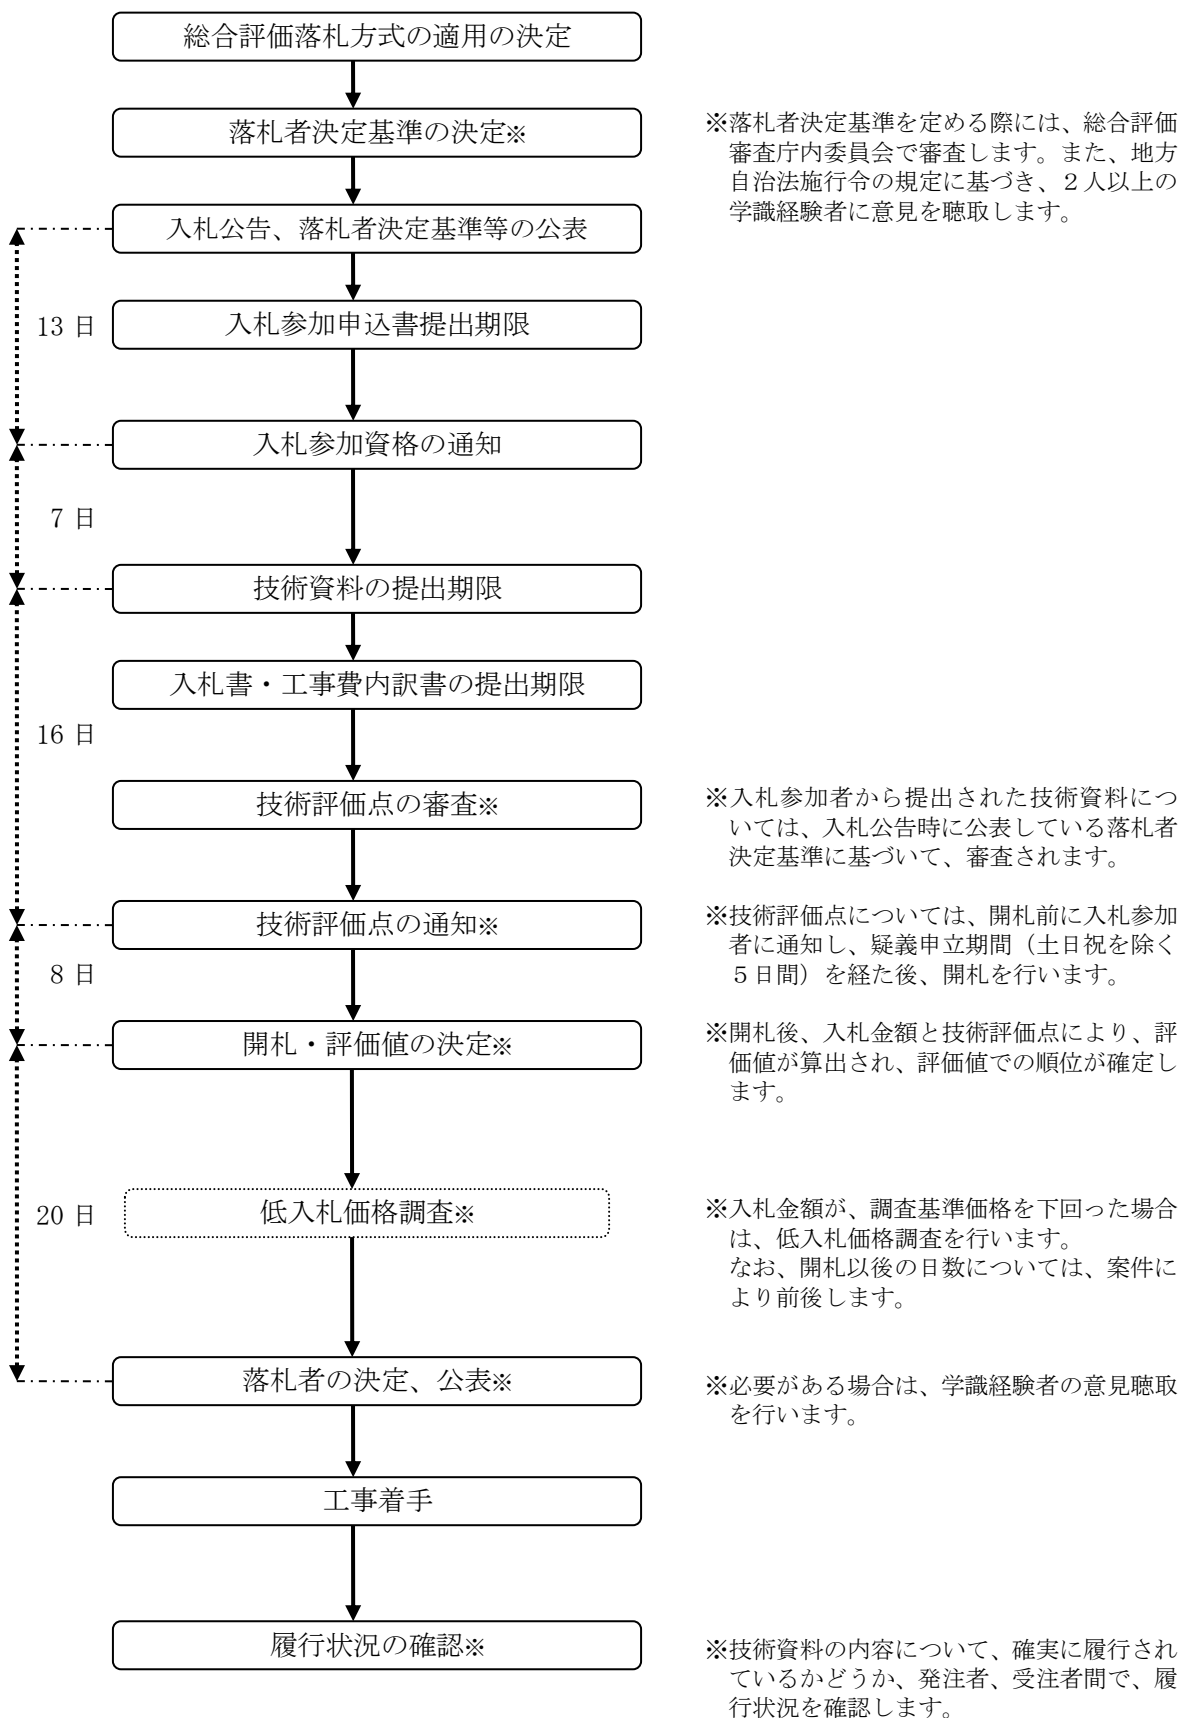 総合評価落札方式の適用の決定
落札者決定基準の決定※
※落札者決定基準を定める際には、総合評価
審査庁内委員会で審査します。また、地方
自治法施行令の規定に基づき、２人以上の
学識経験者に意見を聴取します。
入札公告、落札者決定基準等の公表
13 日
入札参加申込書提出期限
入札参加資格の通知
7 日
技術資料の提出期限
入札書・工事費内訳書の提出期限
16 日
技術評価点の審査※
※入札参加者から提出された技術資料につ
いては、入札公告時に公表している落札者
決定基準に基づいて、審査されます。
技術評価点の通知※
※技術評価点については、開札前に入札参加
者に通知し、疑義申立期間（土日祝を除く
５日間）を経た後、開札を行います。
8 日
開札・評価値の決定※
※開札後、入札金額と技術評価点により、評
価値が算出され、評価値での順位が確定し
ます。
20 日
低入札価格調査※
※入札金額が、調査基準価格を下回った場合
は、低入札価格調査を行います。
なお、開札以後の日数については、案件に
より前後します。
落札者の決定、公表※
※必要がある場合は、学識経験者の意見聴取
を行います。
工事着手
履行状況の確認※
※技術資料の内容について、確実に履行され
ているかどうか、発注者、受注者間で、履
行状況を確認します。